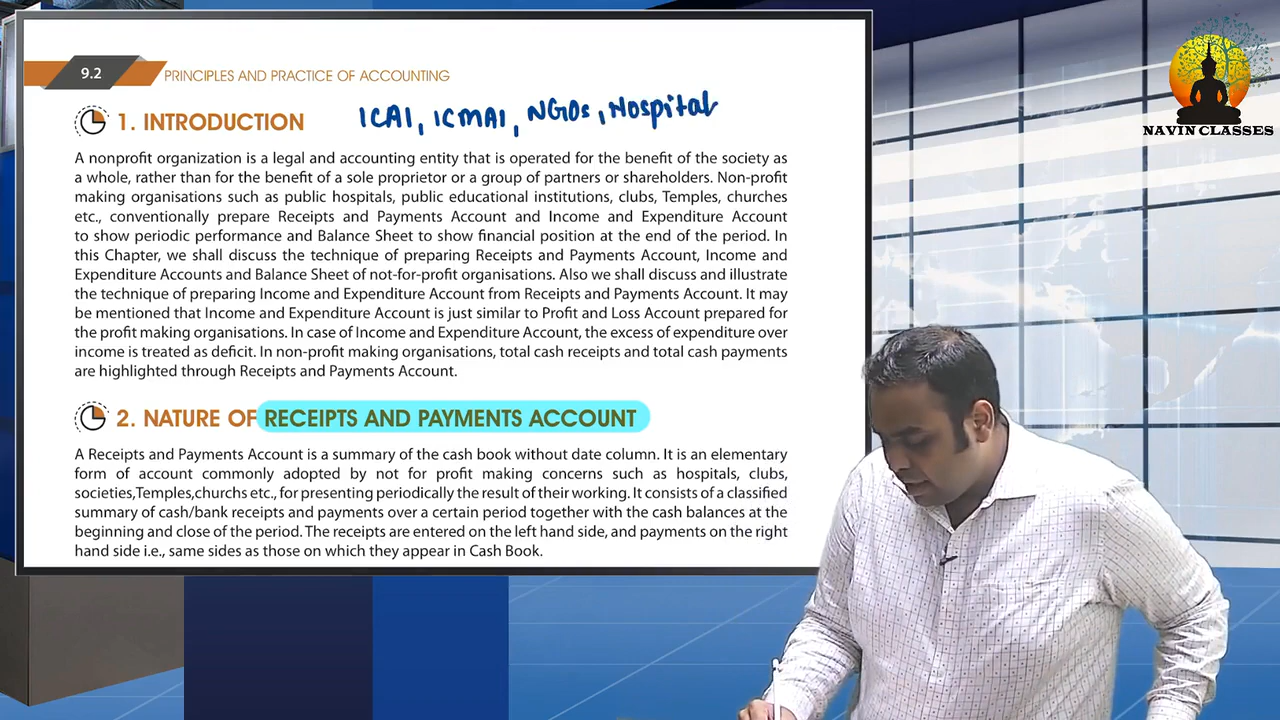 9.2 PRINCIPLES AND PRACTICE OF ACCOUNTING
1. INTRODUCTION ICAI, ICMAI, NGOs, Hospital
A nonprofit organization is a legal and accounting entity that is operated for the benefit of the society as
a whole, rather than for the benefit of a sole proprietor or a group of partners or shareholders. Non-profit
making organisations such as public hospitals, public educational institutions, clubs, Temples, churches
etc., conventionally prepare Receipts and Payments Account and Income and Expenditure Account
to show periodic performance and Balance Sheet to show financial position at the end of the period. In
this Chapter, we shall discuss the technique of preparing Receipts and Payments Account, Income and
Expenditure Accounts and Balance Sheet of not-for-profit organisations. Also we shall discuss and illustrate
the technique of preparing Income and Expenditure Account from Receipts and Payments Account. It may
be mentioned that Income and Expenditure Account is just similar to Profit and Loss Account prepared for
the profit making organisations. In case of Income and Expenditure Account, the excess of expenditure over
income is treated as deficit. In non-profit making organisations, total cash receipts and total cash payments
are highlighted through Receipts and Payments Account.
2. NATURE OF RECEIPTS AND PAYMENTS ACCOUNT
A Receipts and Payments Account is a summary of the cash book without date column. It is an elementary
form of account commonly adopted by not for profit making concerns such as hospitals, clubs,
societies,Temples,churchs etc., for presenting periodically the result of their working. It consists of a classified
summary of cash/bank receipts and payments over a certain period together with the cash balances at the
beginning and close of the period. The receipts are entered on the left hand side, and payments on the right
hand side i.e., same sides as those on which they appear in Cash Book.
NAVIN CLASSES